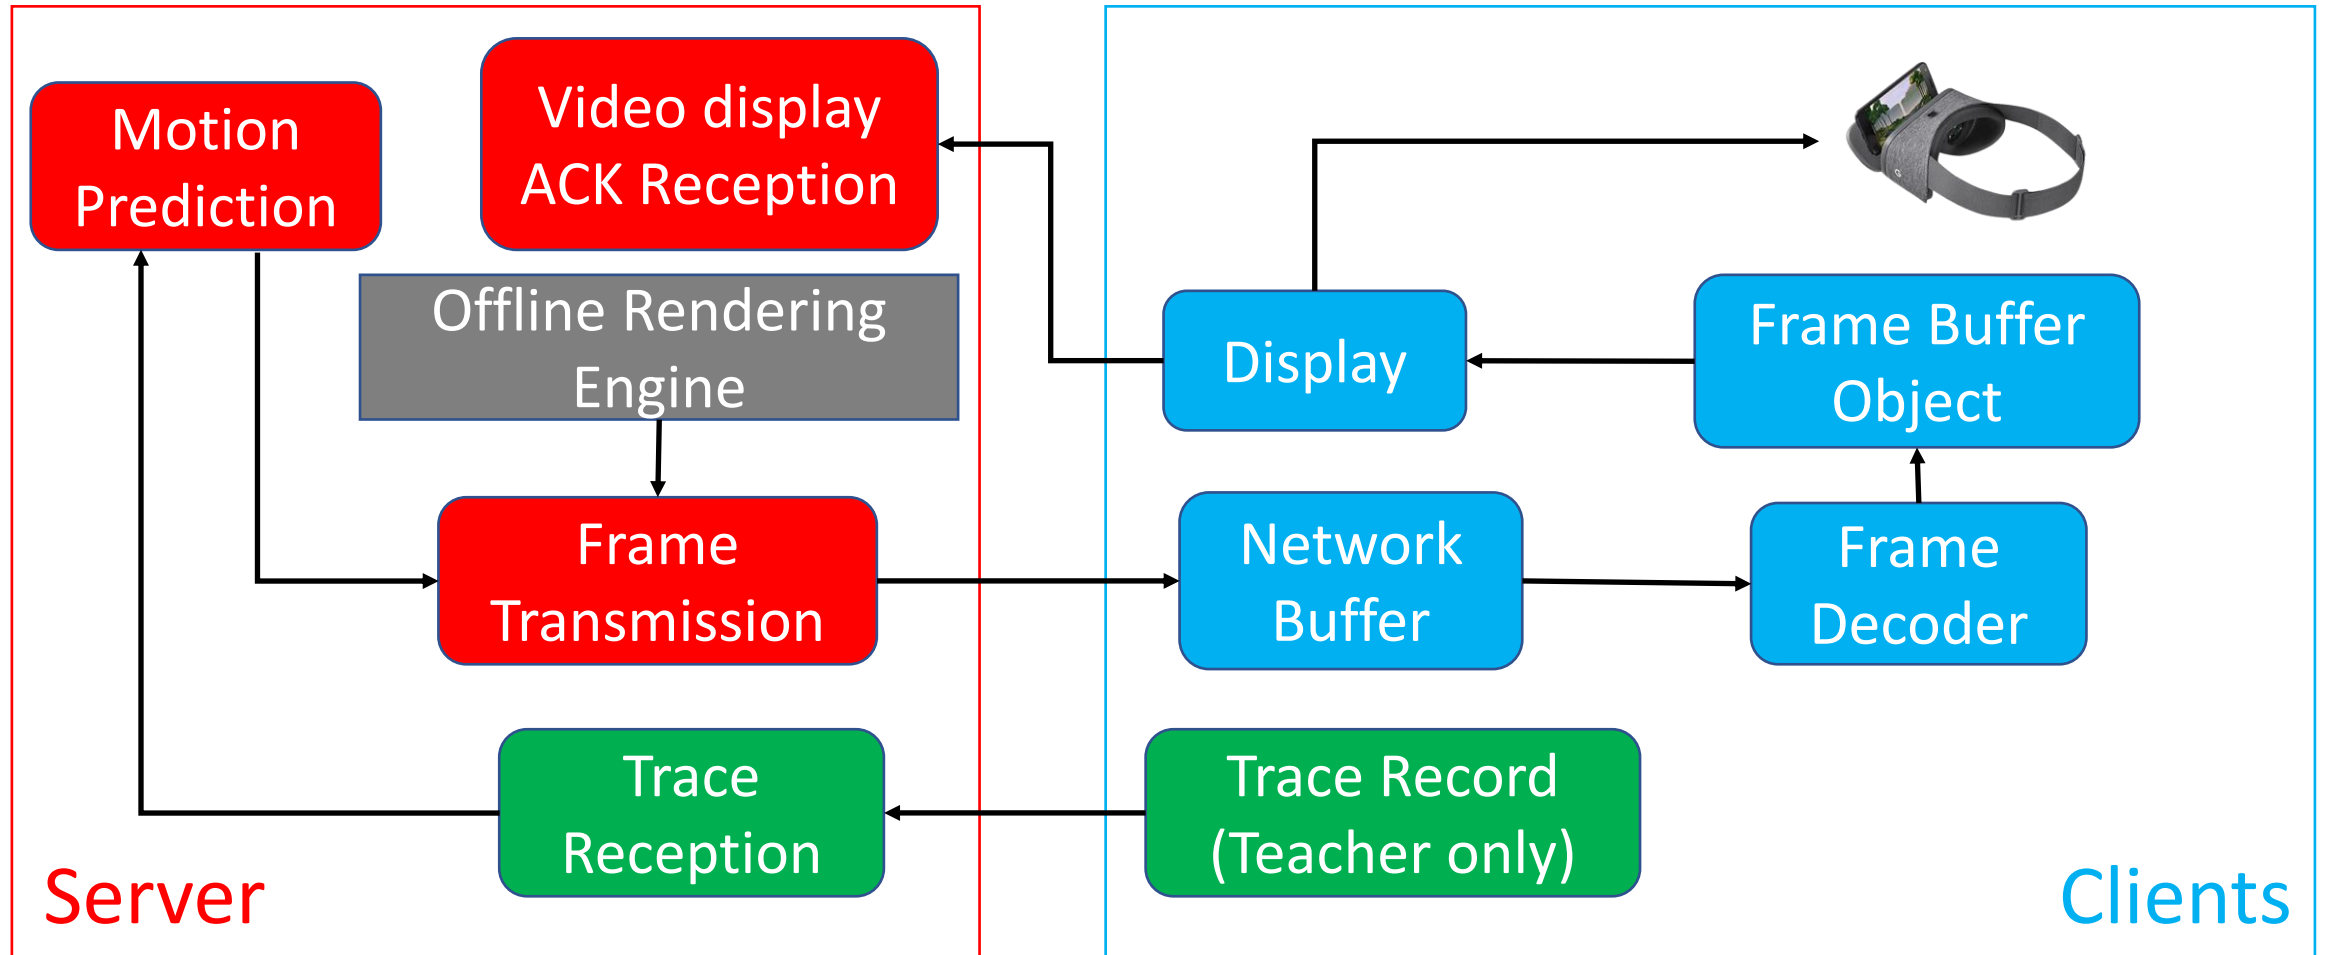 Motion
Prediction
Video display
ACK Reception
Offline Rendering
Engine
Frame
Transmission
Trace
Reception
Server
Display
Frame Buffer
Object
Network
Buffer
Frame
Decoder
Trace Record
(Teacher only)
Clients